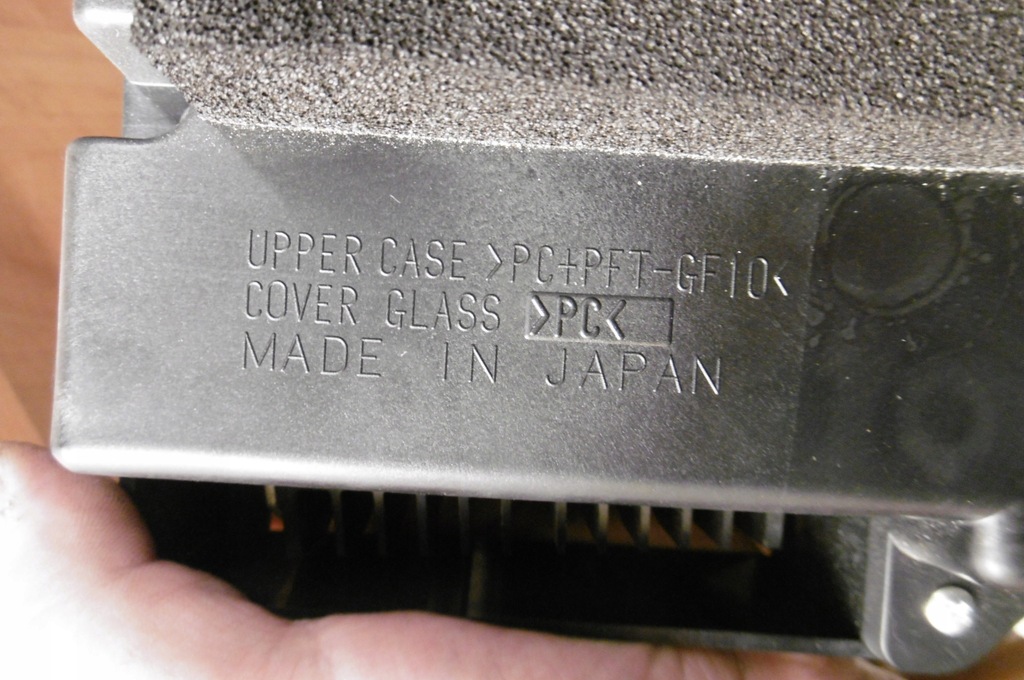 UPPER CASE >PC+PET-GF10<
COVER GLASS >PC<
MADE IN JAPAN